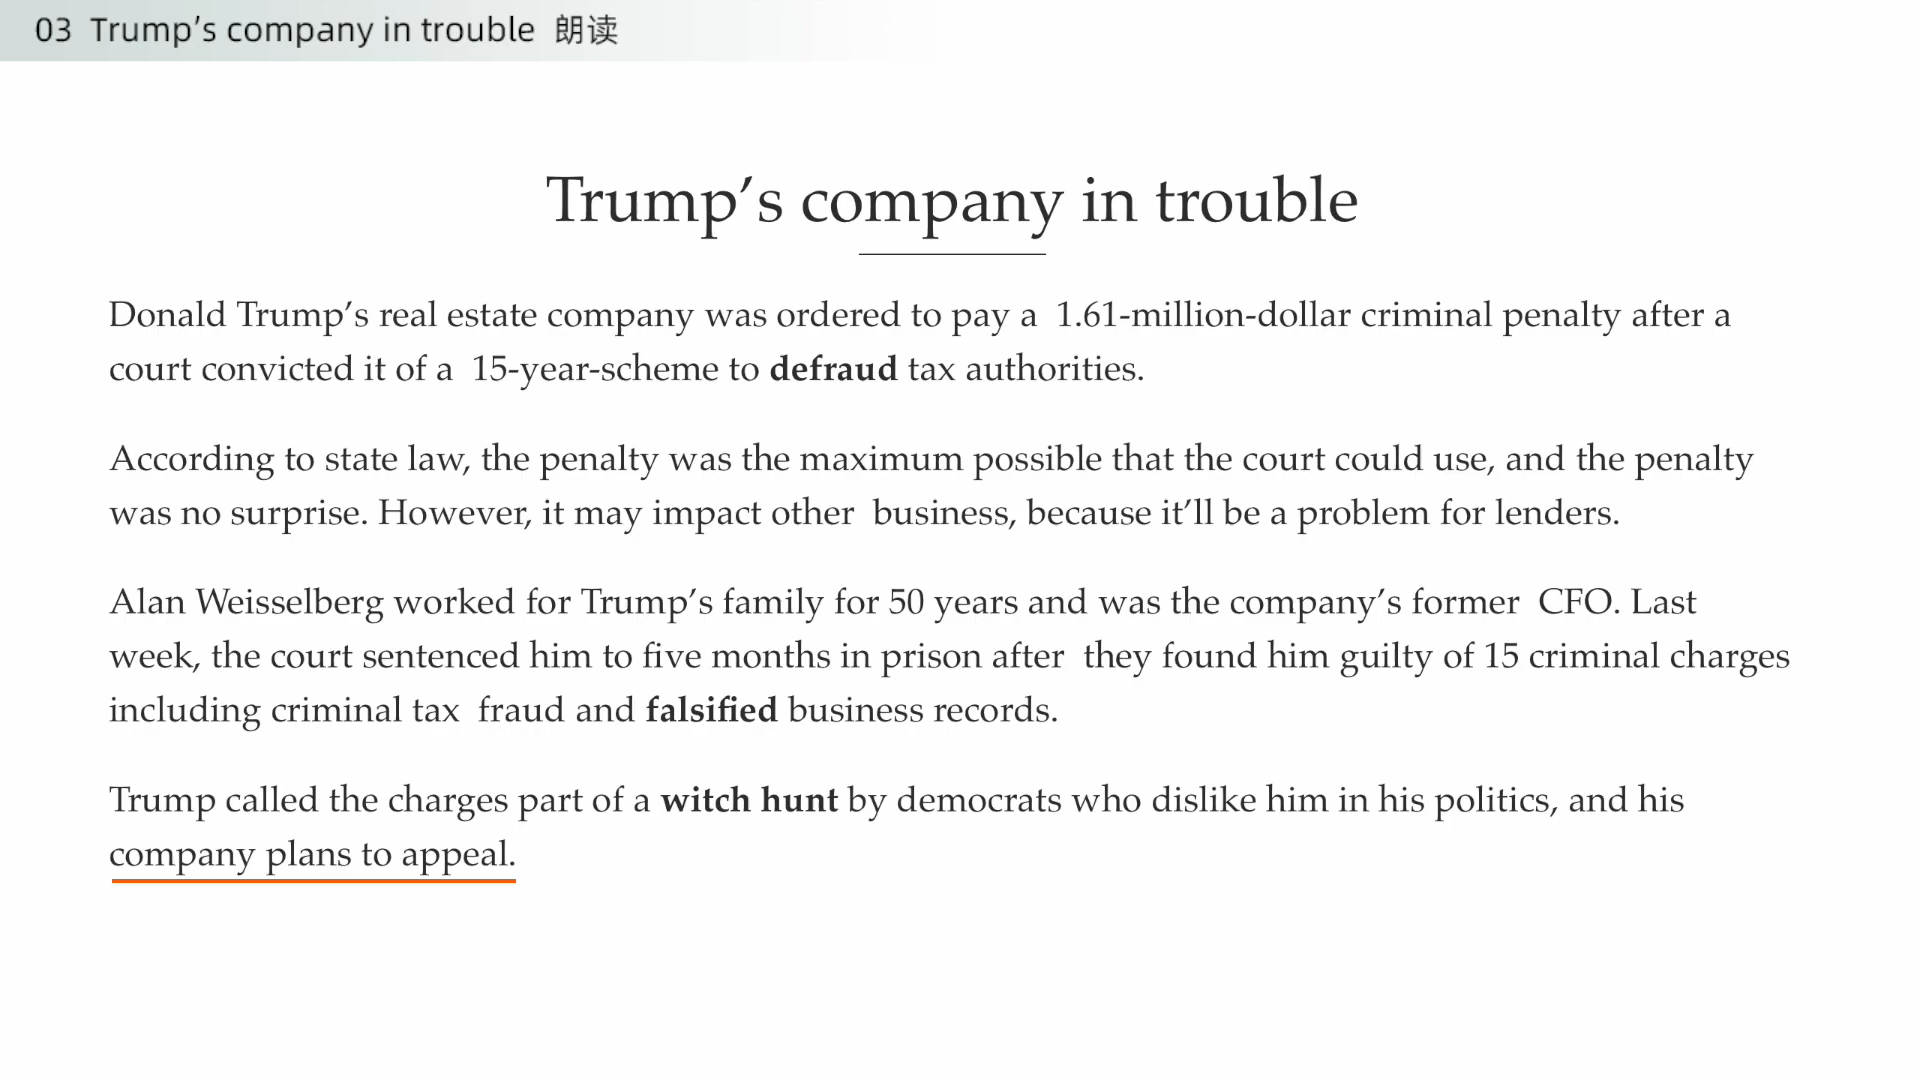 03 Trump’s company in trouble 朗读
Trump’s company in trouble
Donald Trump’s real estate company was ordered to pay a 1.61-million-dollar criminal penalty after a
court convicted it of a 15-year-scheme to defraud tax authorities.
According to state law, the penalty was the maximum possible that the court could use, and the penalty
was no surprise. However, it may impact other business, because it’ll be a problem for lenders.
Alan Weisselberg worked for Trump’s family for 50 years and was the company’s former CFO. Last
week, the court sentenced him to five months in prison after they found him guilty of 15 criminal charges
including criminal tax fraud and falsified business records.
Trump called the charges part of a witch hunt by democrats who dislike him in his politics, and his
company plans to appeal.